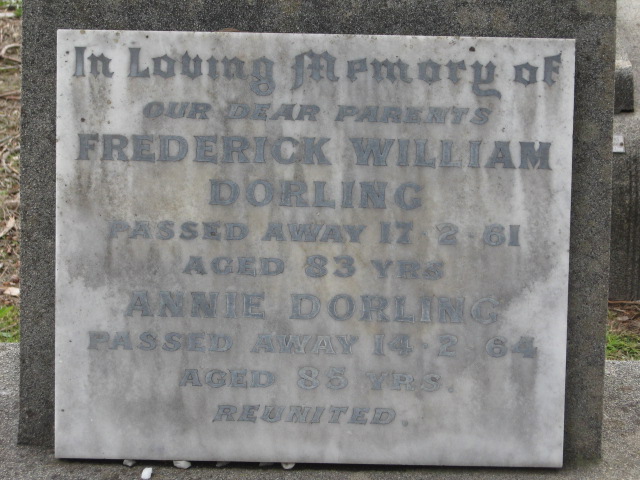 In Loving Memory of
OUR DEAR PARENTS
FREDERICK WILLIAM
DORLING
PASSED AWAY 17·2·61
AGED 83 YRS
ANNIE DORLING
PASSED AWAY 14·2·64
AGED 85 YRS.
REUNITED.